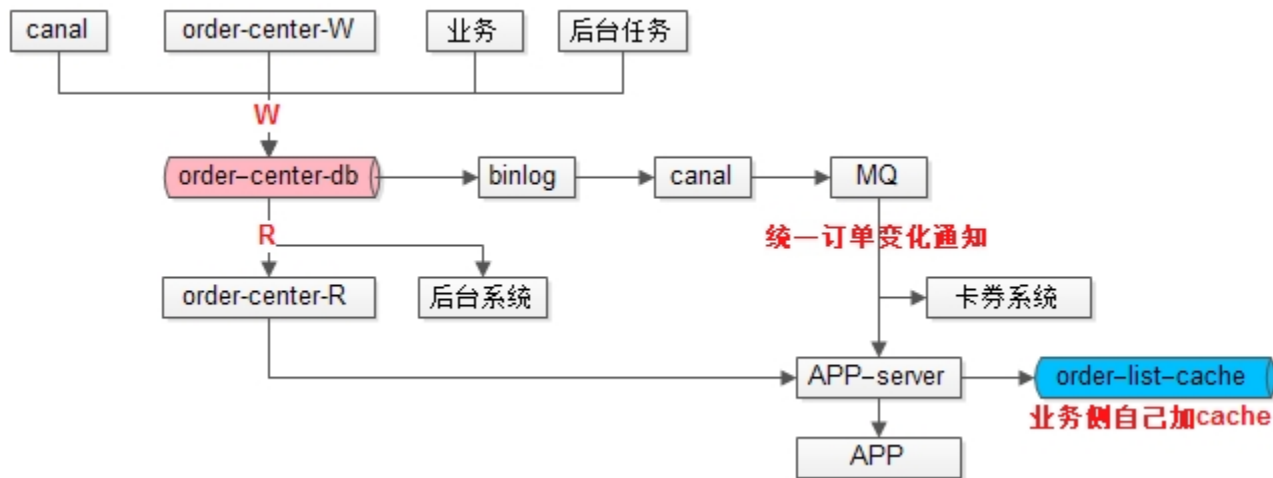 canal
order-center-W
业务
后台任务
W
order-center-db
binlog
canal
MQ
R
统一订单变化通知
order-center-R
后台系统
卡券系统
APP-server
order-list-cache
业务侧自己加cache
APP